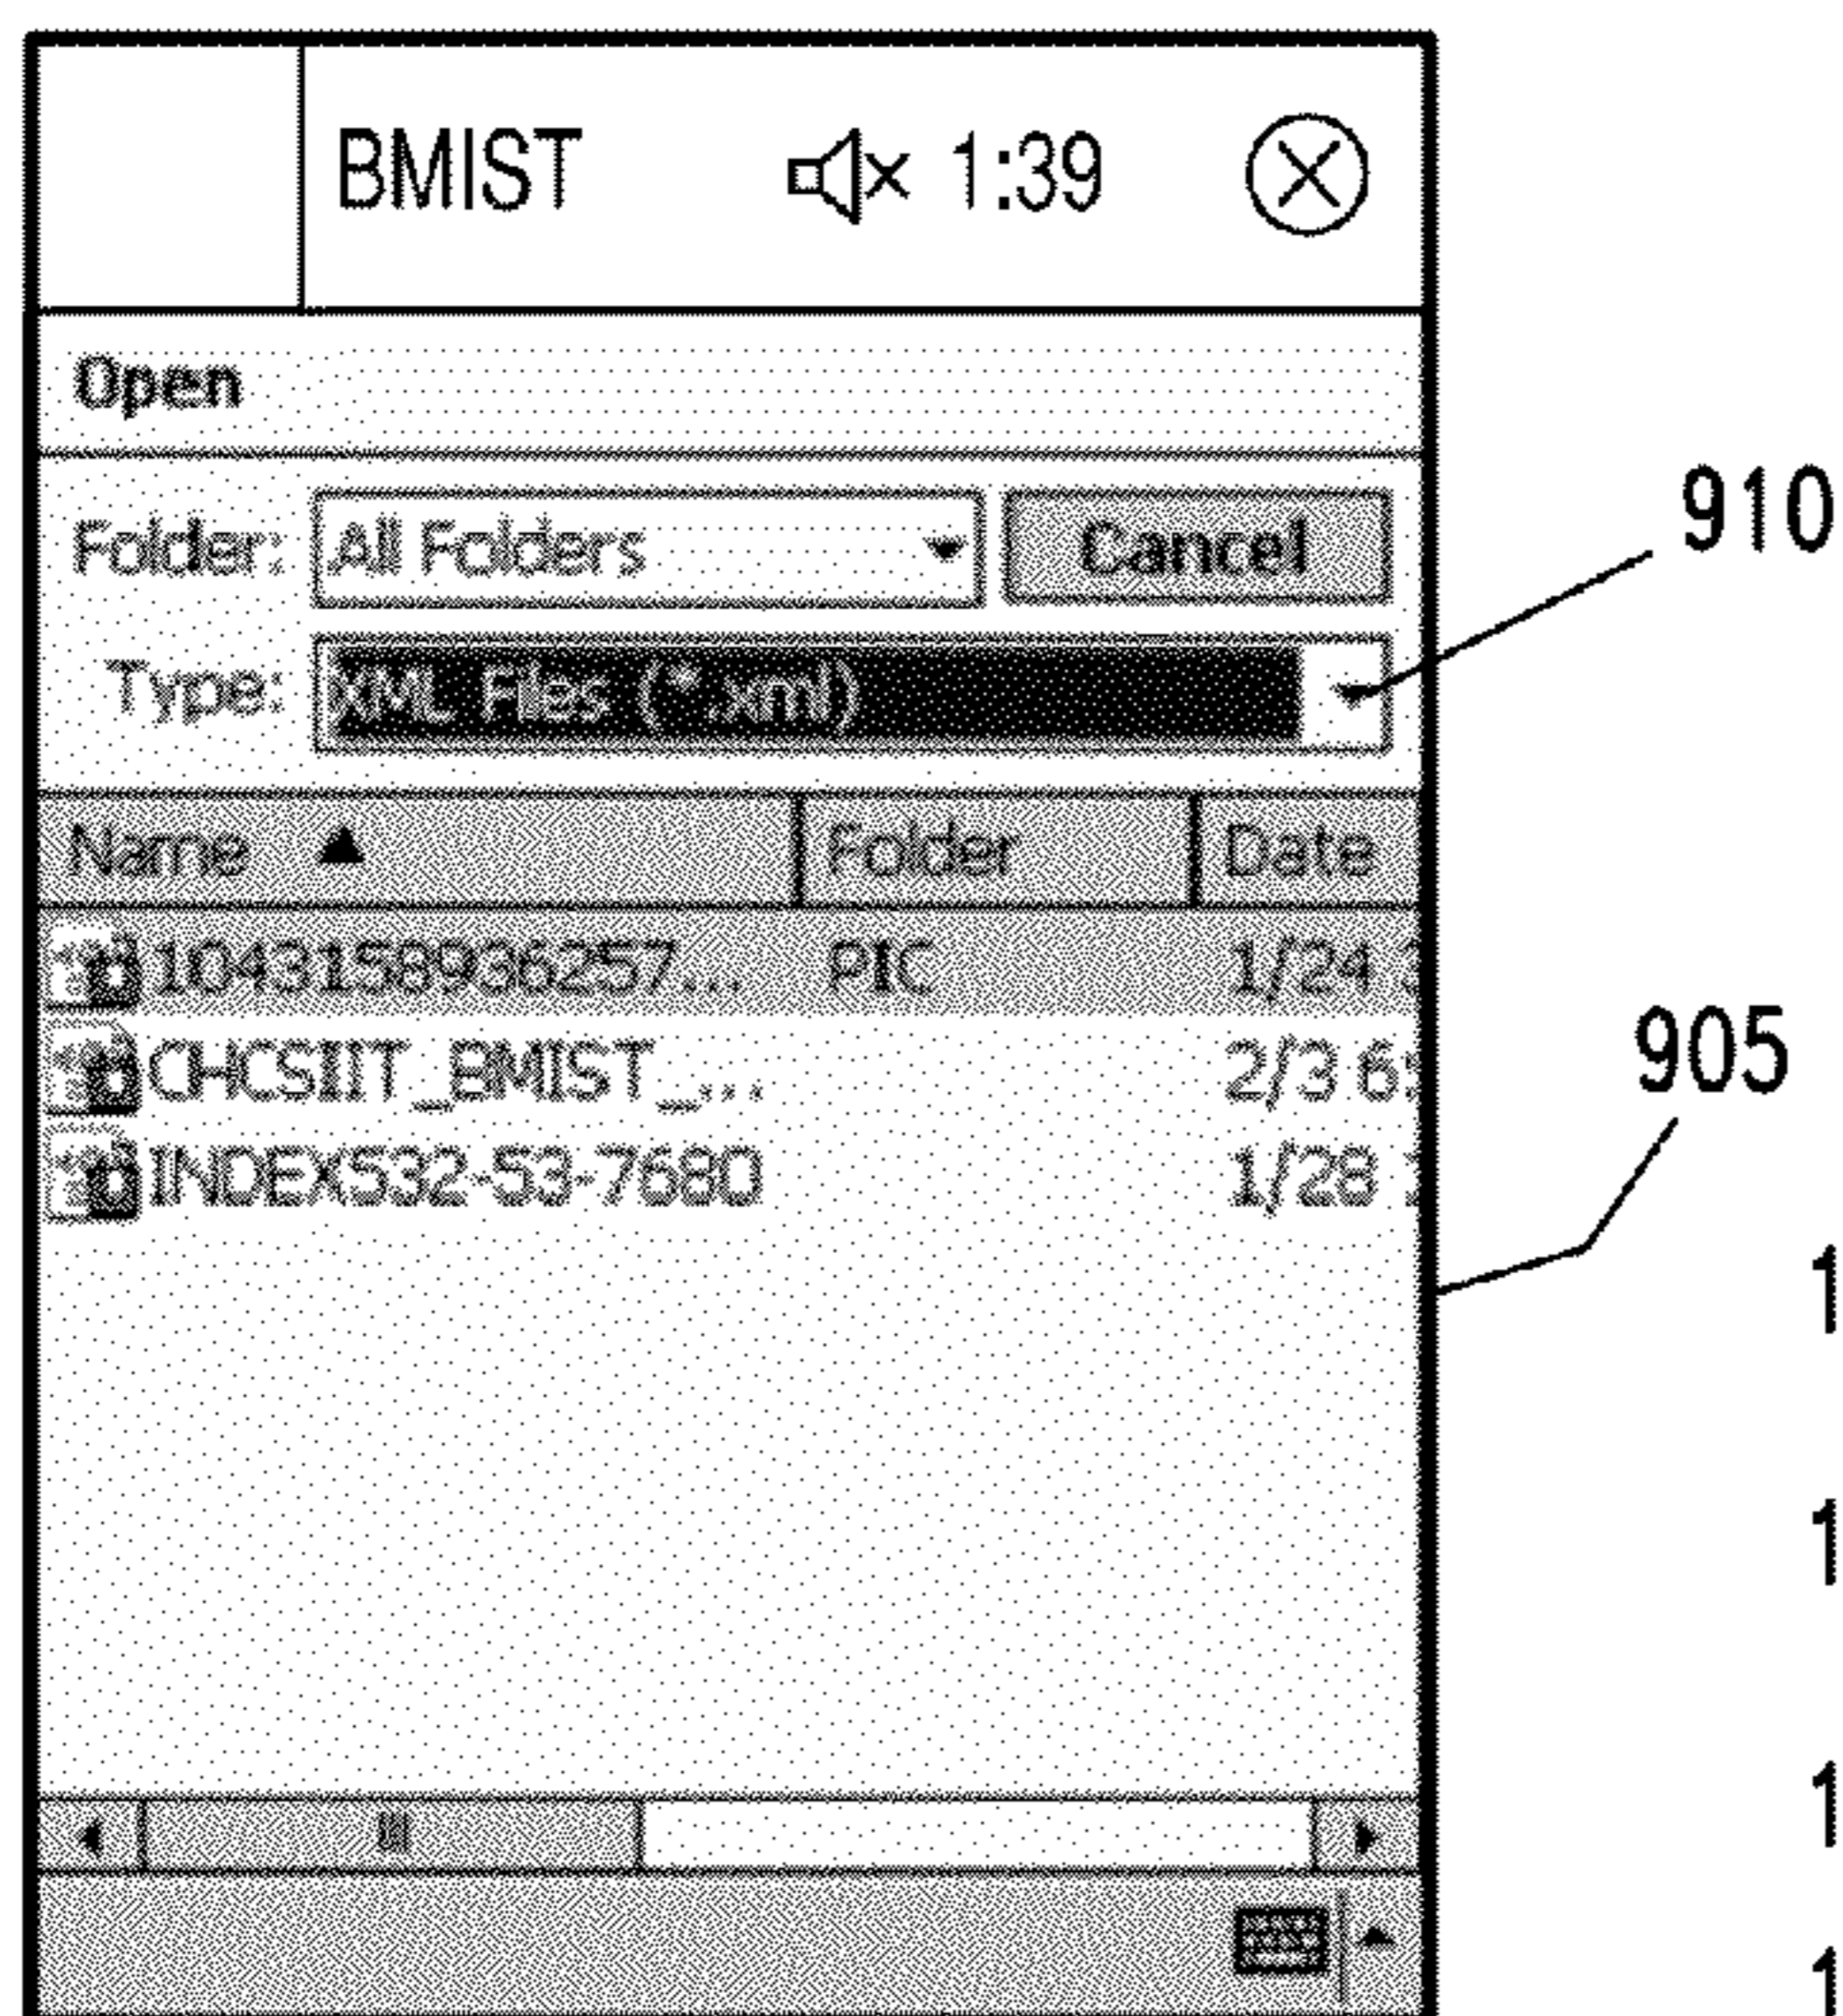 BMIST 1:39
Open
Folder: All Folders Cancel
910
Type: XML Files (*.xml)
Name Folder Date
1043158936257... PIC 1/24
905
CHCSIIT_BMIST_... 2/3
INDEX532-53-7680 1/28
1
1
1
1